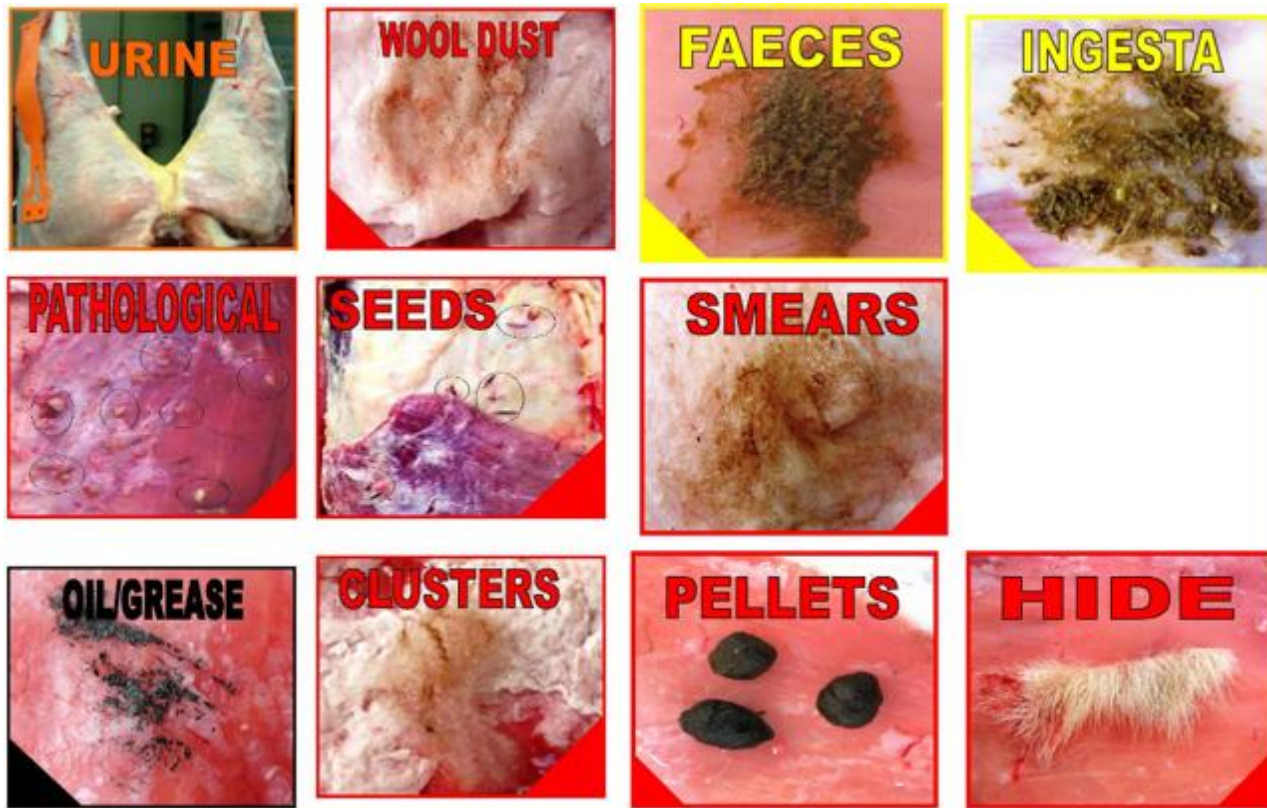 URINE
WOOL DUST
FAECES
INGESTA
PATHOLOGICAL
SEEDS
SMEARS
OIL/GREASE
CLUSTERS
PELLETS
HIDE